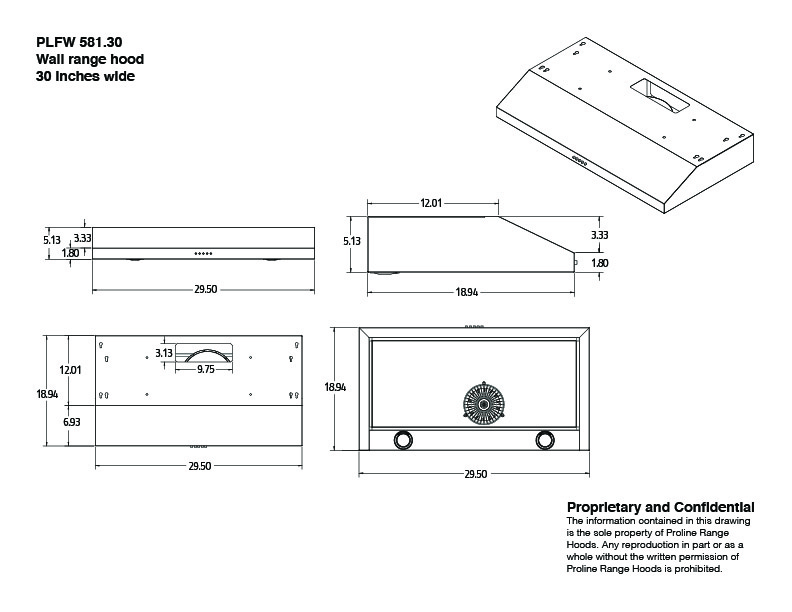 PLFW 581.30
Wall range hood
30 inches wide
12.01
5.13
3.33
1.80
29.50
5.13
3.33
1.80
18.94
3.13
9.75
12.01
18.94
6.93
29.50
18.94
29.50
Proprietary and Confidential
The information contained in this drawing
is the sole property of Proline Range
Hoods. Any reproduction in part or as a
whole without the written permission of
Proline Range Hoods is prohibited.